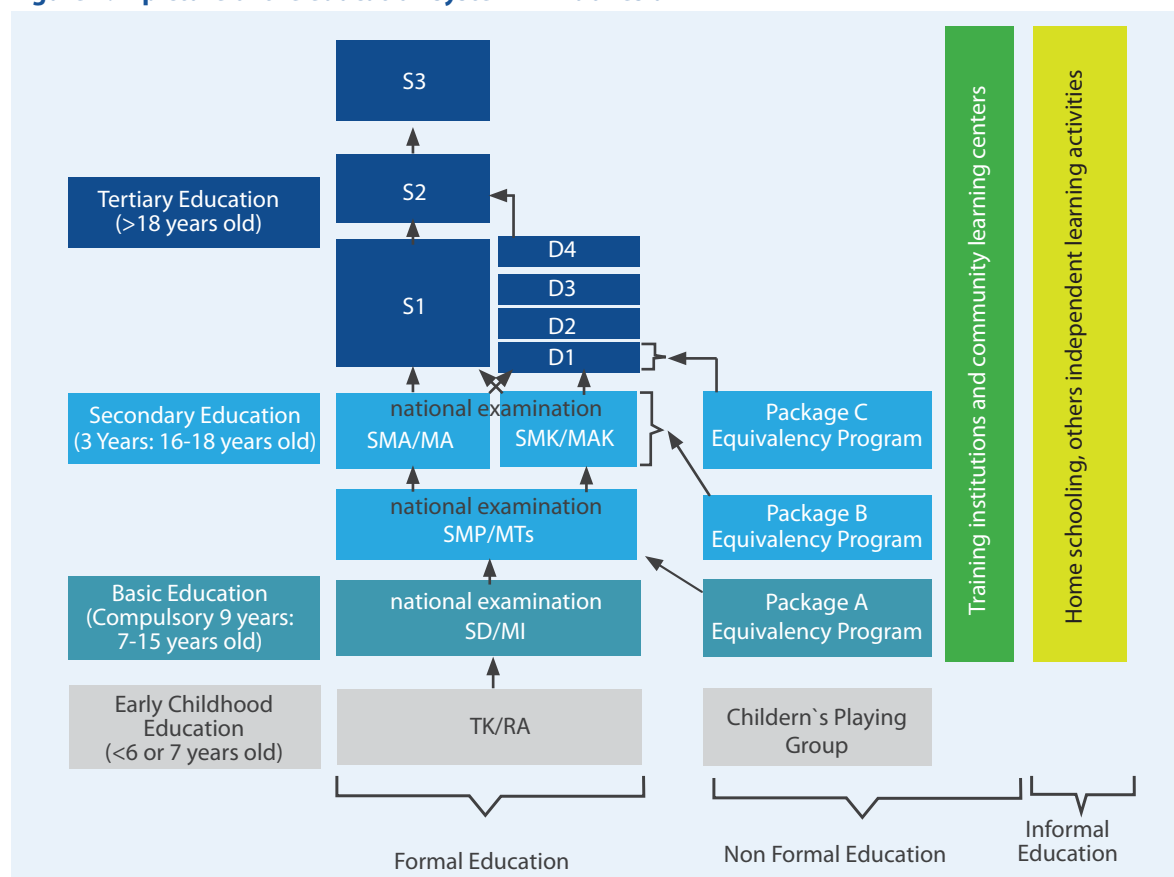 S3
Tertiary Education
(>18 years old)
S2
S1
D4
D3
D2
D1
Secondary Education
(3 Years: 16-18 years old)
national examination
SMA/MA
SMK/MAK
Package C
Equivalency Program
national examination
SMP/MTs
Package B
Equivalency Program
Basic Education
(Compulsory 9 years:
7-15 years old)
national examination
SD/MI
Package A
Equivalency Program
Early Childhood
Education
(<6 or 7 years old)
TK/RA
Childern`s Playing
Group
Training institutions and community learning centers
Home schooling, others independent learning activities
Formal Education
Non Formal Education
Informal
Education